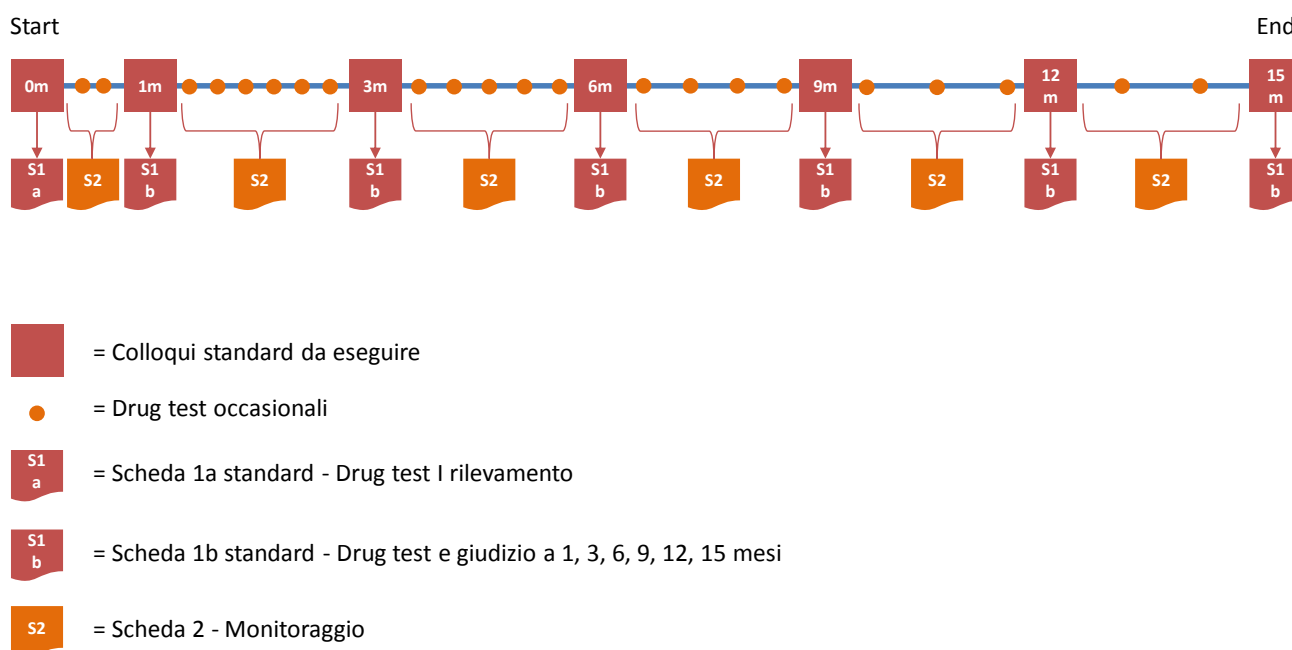 Start
End
0m
1m
3m
6m
9m
12
m
15
m
S1
a
S2
S1
b
S2
S1
b
S2
S1
b
S2
S1
b
S2
S1
b
S2
S1
b
= Colloqui standard da eseguire
= Drug test occasionali
S1
a
= Scheda 1a standard - Drug test I rilevamento
S1
b
= Scheda 1b standard - Drug test e giudizio a 1, 3, 6, 9, 12, 15 mesi
S2
= Scheda 2 - Monitoraggio